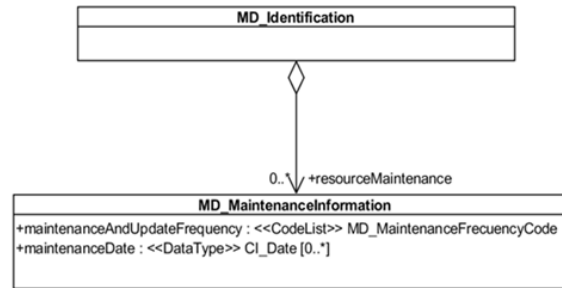 MD_Identification
0..* +resourceMaintenance
MD_MaintenanceInformation
+maintenanceAndUpdateFrequency : <<CodeList>> MD_MaintenanceFrecuencyCode
+maintenanceDate : <<DataType>> CI_Date [0..*]